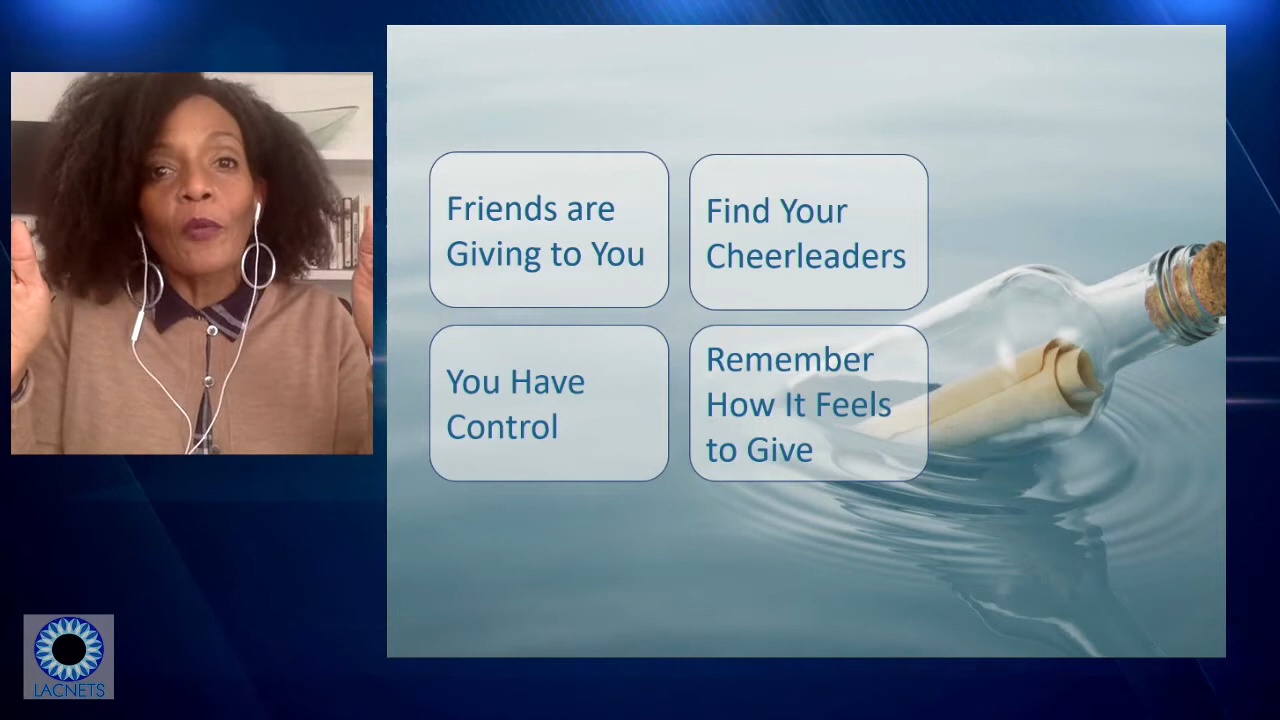 Friends are
Giving to You
Find Your
Cheerleaders
You Have
Control
Remember
How It Feels
to Give
LACNETS